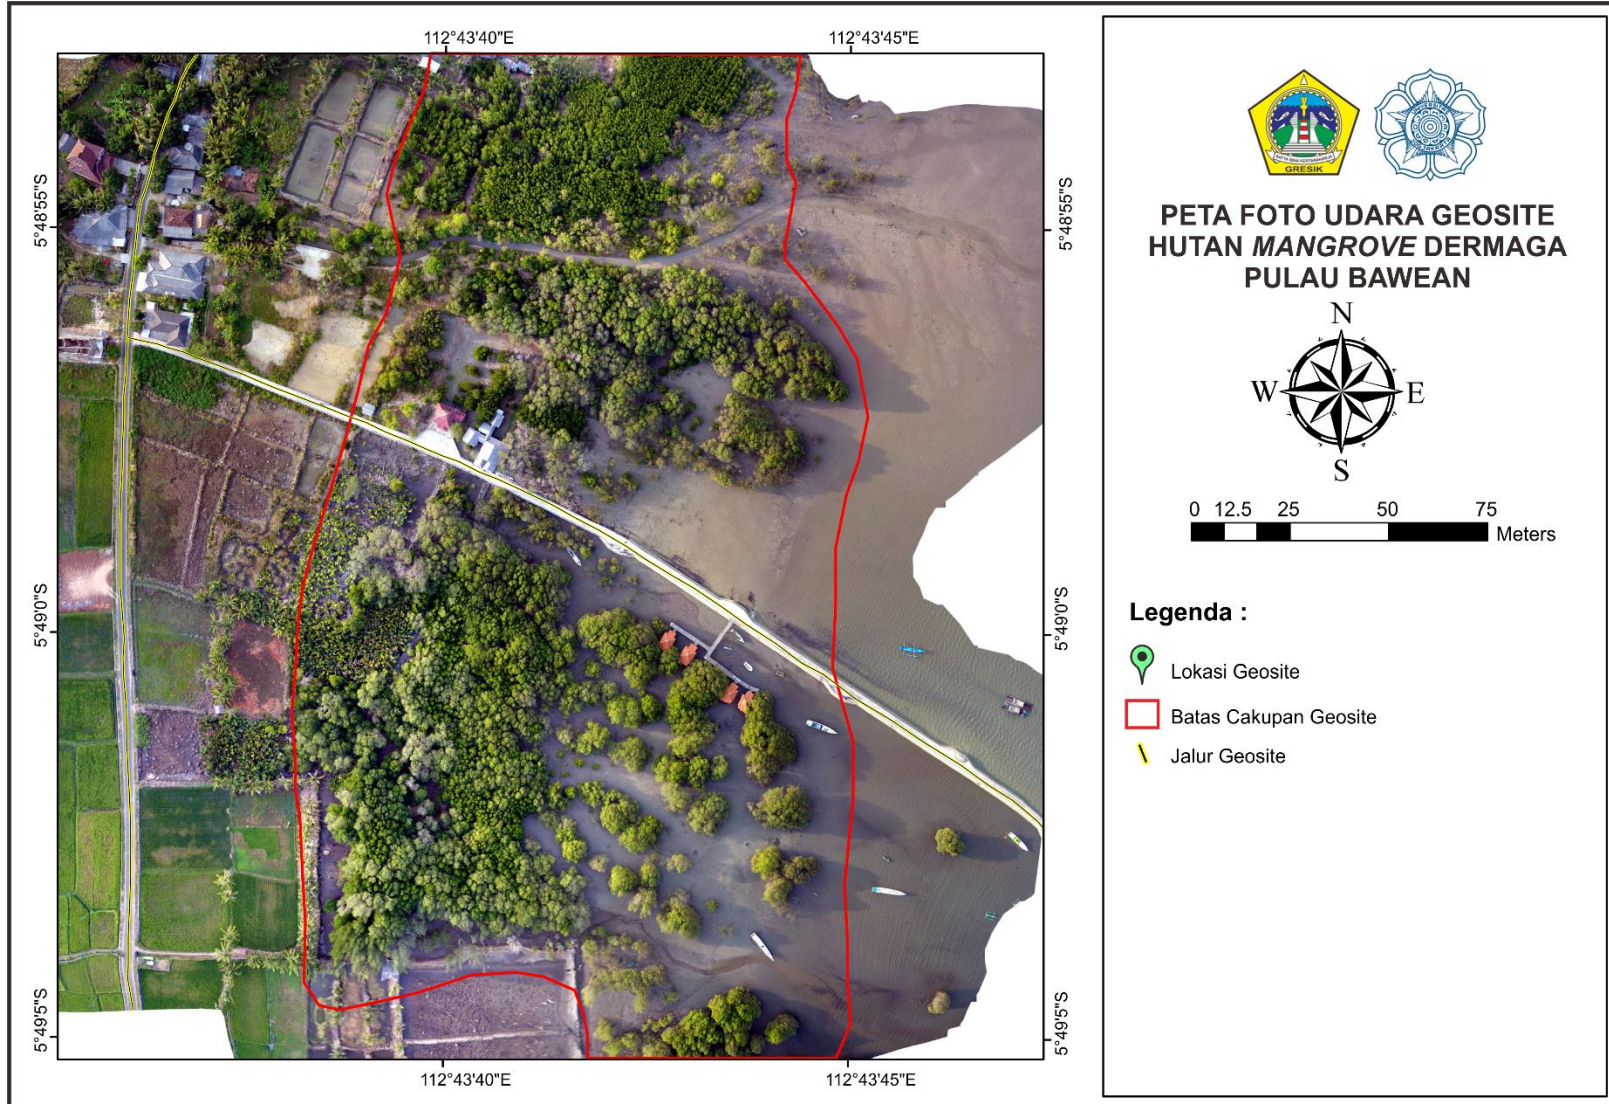 112°43'40"E
112°43'45"E
5°48'55"S
5°48'55"S
5°49'0"S
5°49'0"S
5°49'5"S
5°49'5"S
112°43'40"E
112°43'45"E
GRESIK
PETA FOTO UDARA GEOSITE
HUTAN MANGROVE DERMAGA
PULAU BAWEAN
N
W E
S
0 12.5 25 50 75
Meters
Legenda :
Lokasi Geosite
Batas Cakupan Geosite
Jalur Geosite